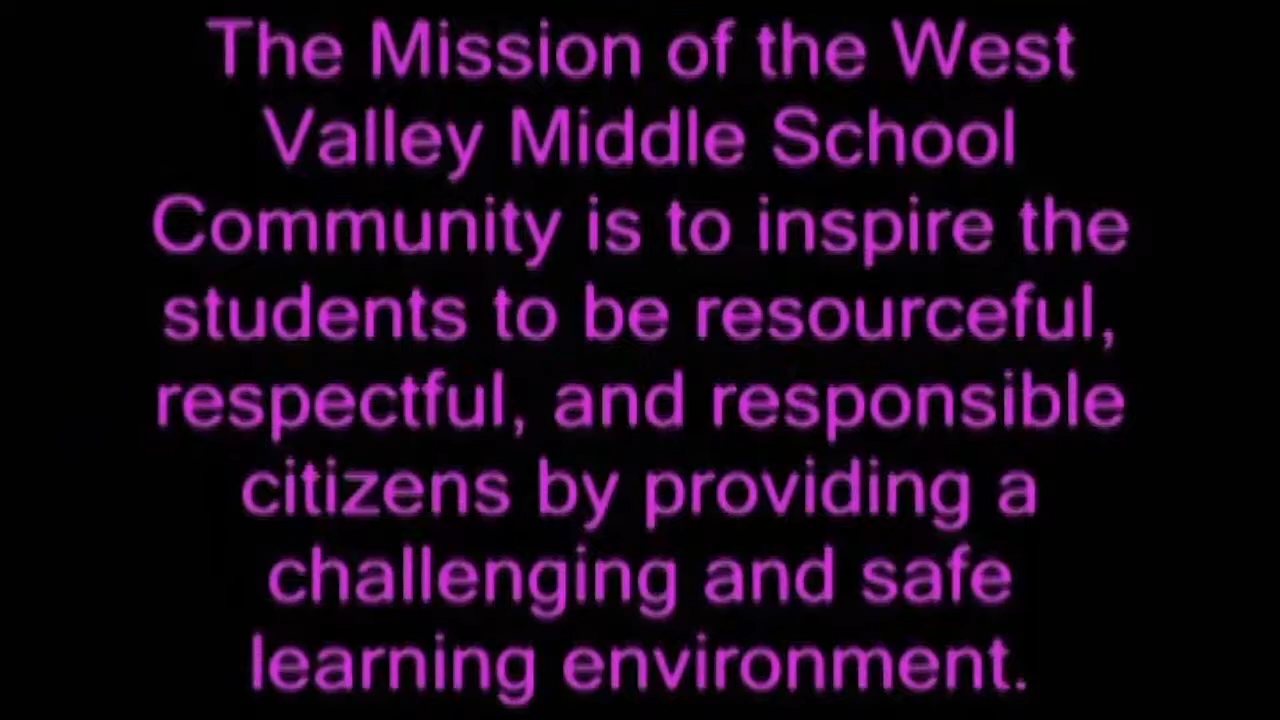 The Mission of the West
Valley Middle School
Community is to inspire the
students to be resourceful,
respectful, and responsible
citizens by providing a
challenging and safe
learning environment.